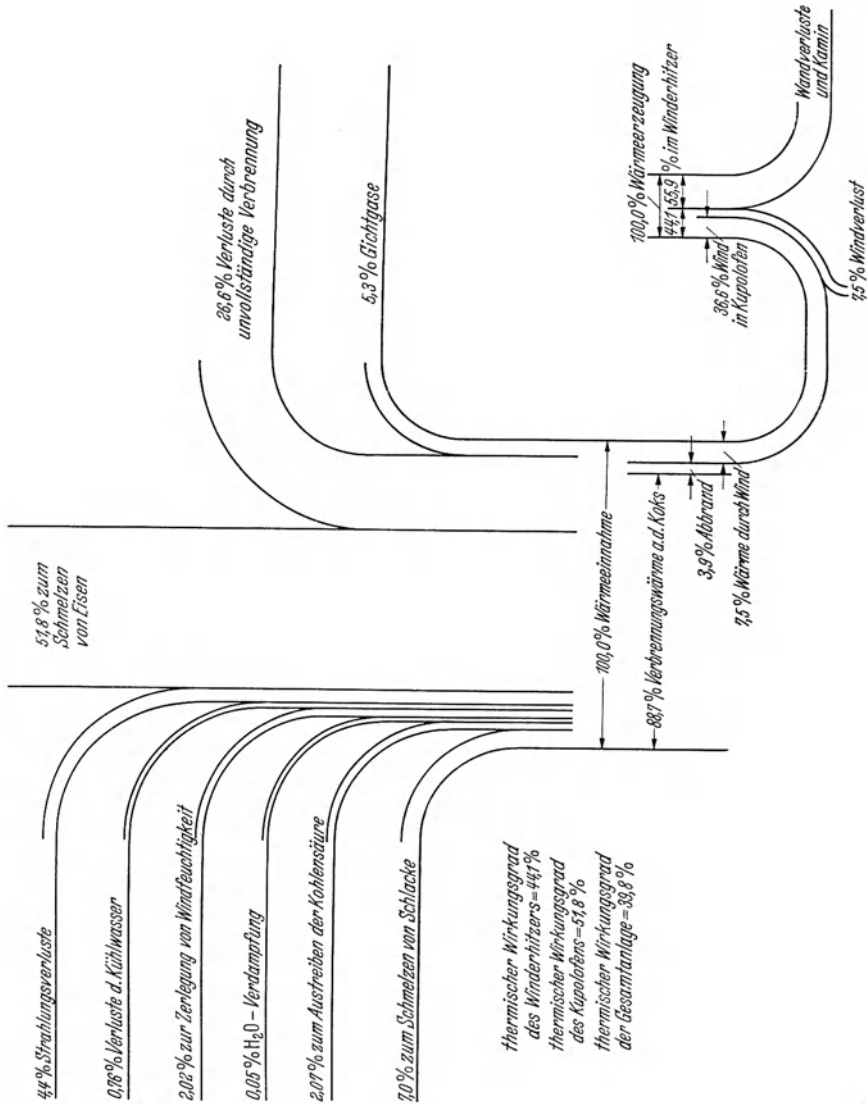 51,8% zum
Schmelzen
von Eisen
4,4% Strahlungsverluste
0,76% Verluste d. Kühlwasser
2,02% zur Zerlegung von Windfeuchtigkeit
0,05% H₂O – Verdampfung
2,07% zum Austreiben der Kohlensäure
7,0% zum Schmelzen von Schlacke
26,6% Verluste durch
unvollständige Verbrennung
5,3% Gichtgase
100,0% Wärmeeinnahme
88,7% Verbrennungswärme a.d. Koks
3,9% Abbrand
7,5% Wärme durch Wind
100,0% Wärmeerzeugung
44,1 55,9 % im Winderhitzer
36,6% Wind
in Kupolofen
7,5% Windverlust
Wandverluste
und Kamin
thermischer Wirkungsgrad
des Winderhitzers=44,1%
thermischer Wirkungsgrad
des Kupolofens=51,8%
thermischer Wirkungsgrad
der Gesamtanlage=39,8%